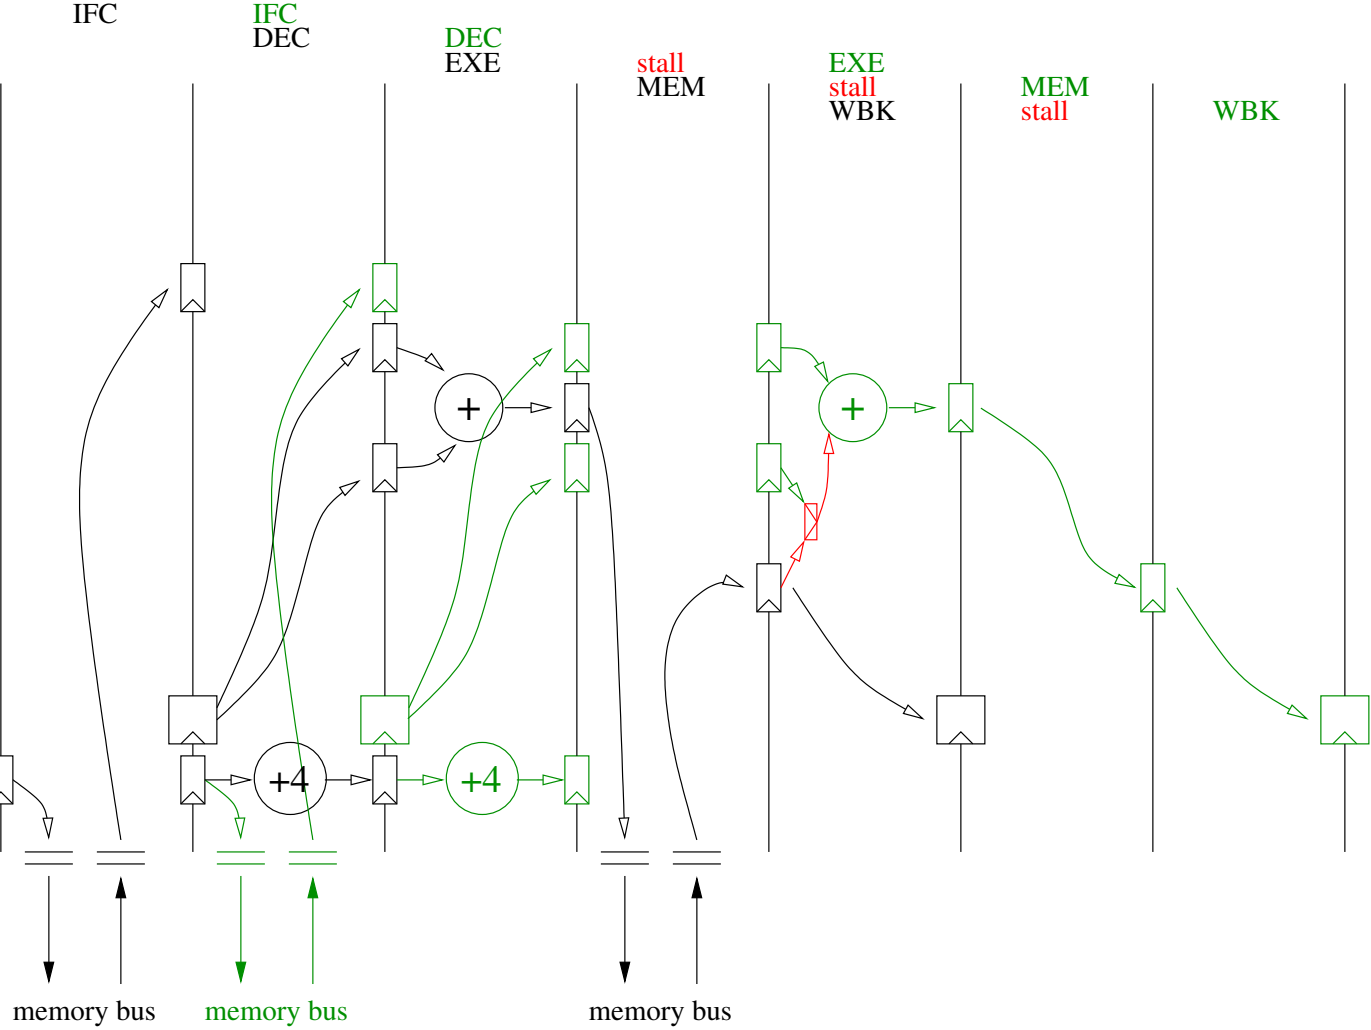 IFC
IFC
DEC
DEC
EXE
stall
MEM
EXE
stall
WBK
MEM
stall
WBK
+
+
+4
+4
memory bus
memory bus
memory bus